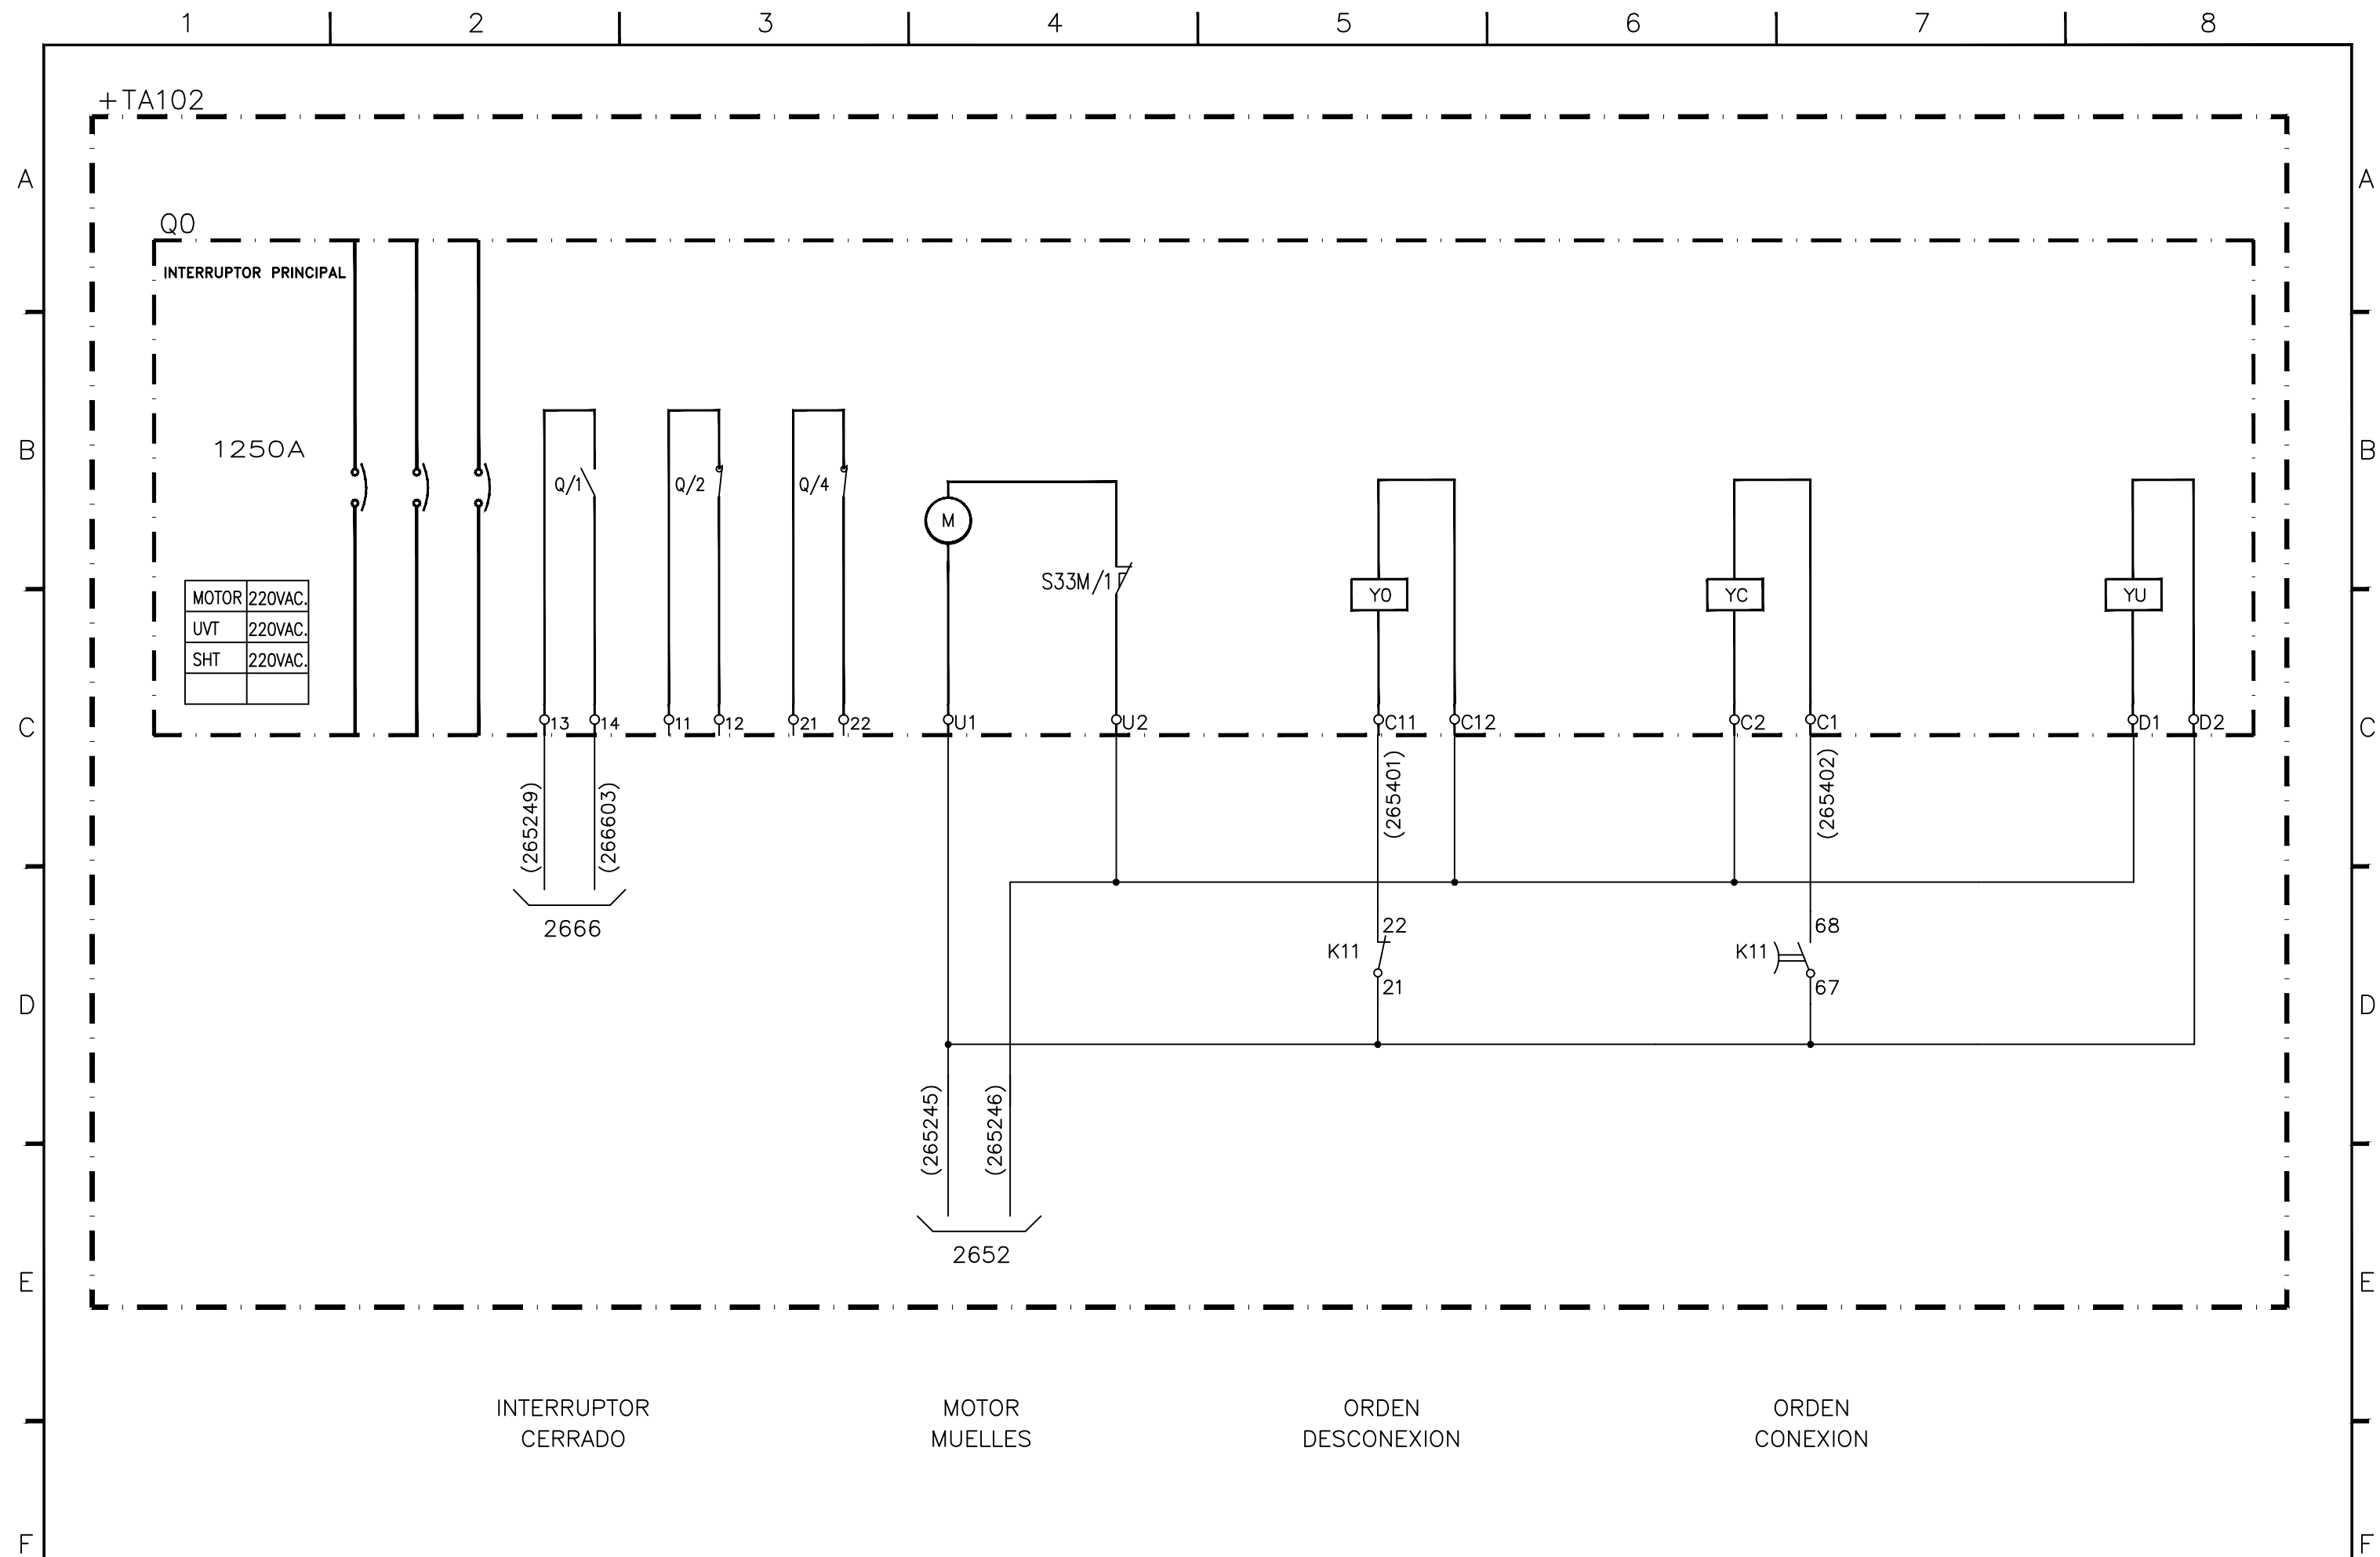 1 2 3 4 5 6 7 8
+TA102
A A
Q0
INTERRUPTOR PRINCIPAL
B 1250A B
Q/1 Q/2 Q/4
M
S33M/1
YO YC YU
MOTOR 220VAC.
UVT 220VAC.
SHT 220VAC.
13 14 11 12 21 22 U1 U2 C11 C12 C2 C1 D1 D2
C C
(265249) (266603) (265401) (265402)
2666
22 68
K11 K11
21 67
D D
(265245) (265246)
2652
E E
INTERRUPTOR MOTOR ORDEN ORDEN
CERRADO MUELLES DESCONEXION CONEXION
F F